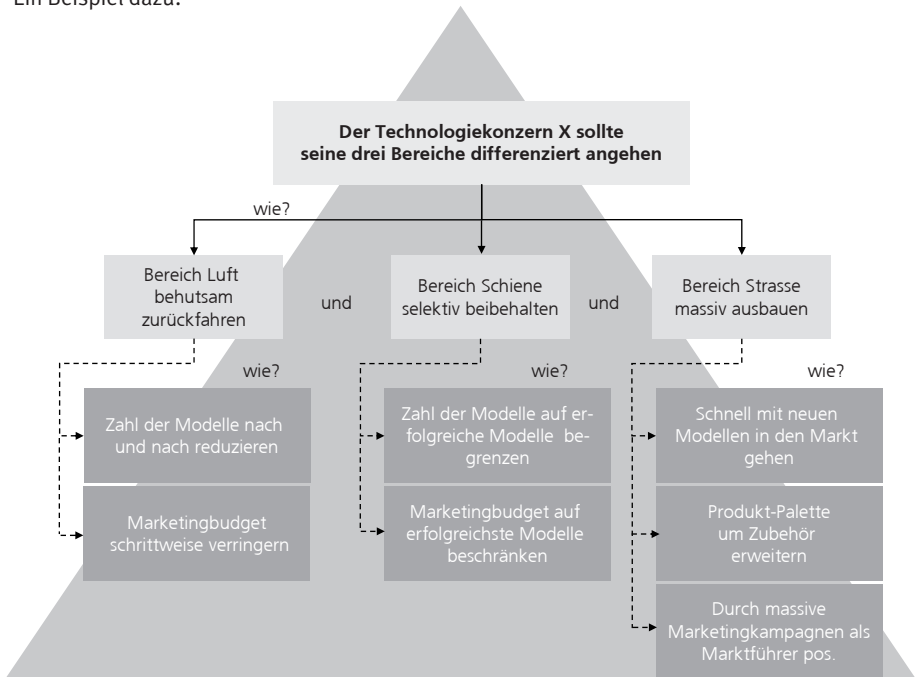 Ein Beispiel dazu:
Der Technologiekonzern X sollte
seine drei Bereiche differenziert angehen
wie?
Bereich Luft
behutsam
zurückfahren
und
Bereich Schiene
selektiv beibehalten
und
Bereich Strasse
massiv ausbauen
wie?
Zahl der Modelle nach
und nach reduzieren
Marketingbudget
schrittweise verringern
wie?
Zahl der Modelle auf er-
folgreiche Modelle be-
grenzen
Marketingbudget auf
erfolgreichste Modelle
beschränken
wie?
Schnell mit neuen
Modellen in den Markt
gehen
Produkt-Palette
um Zubehör
erweitern
Durch massive
Marketingkampagnen als
Marktführer pos.